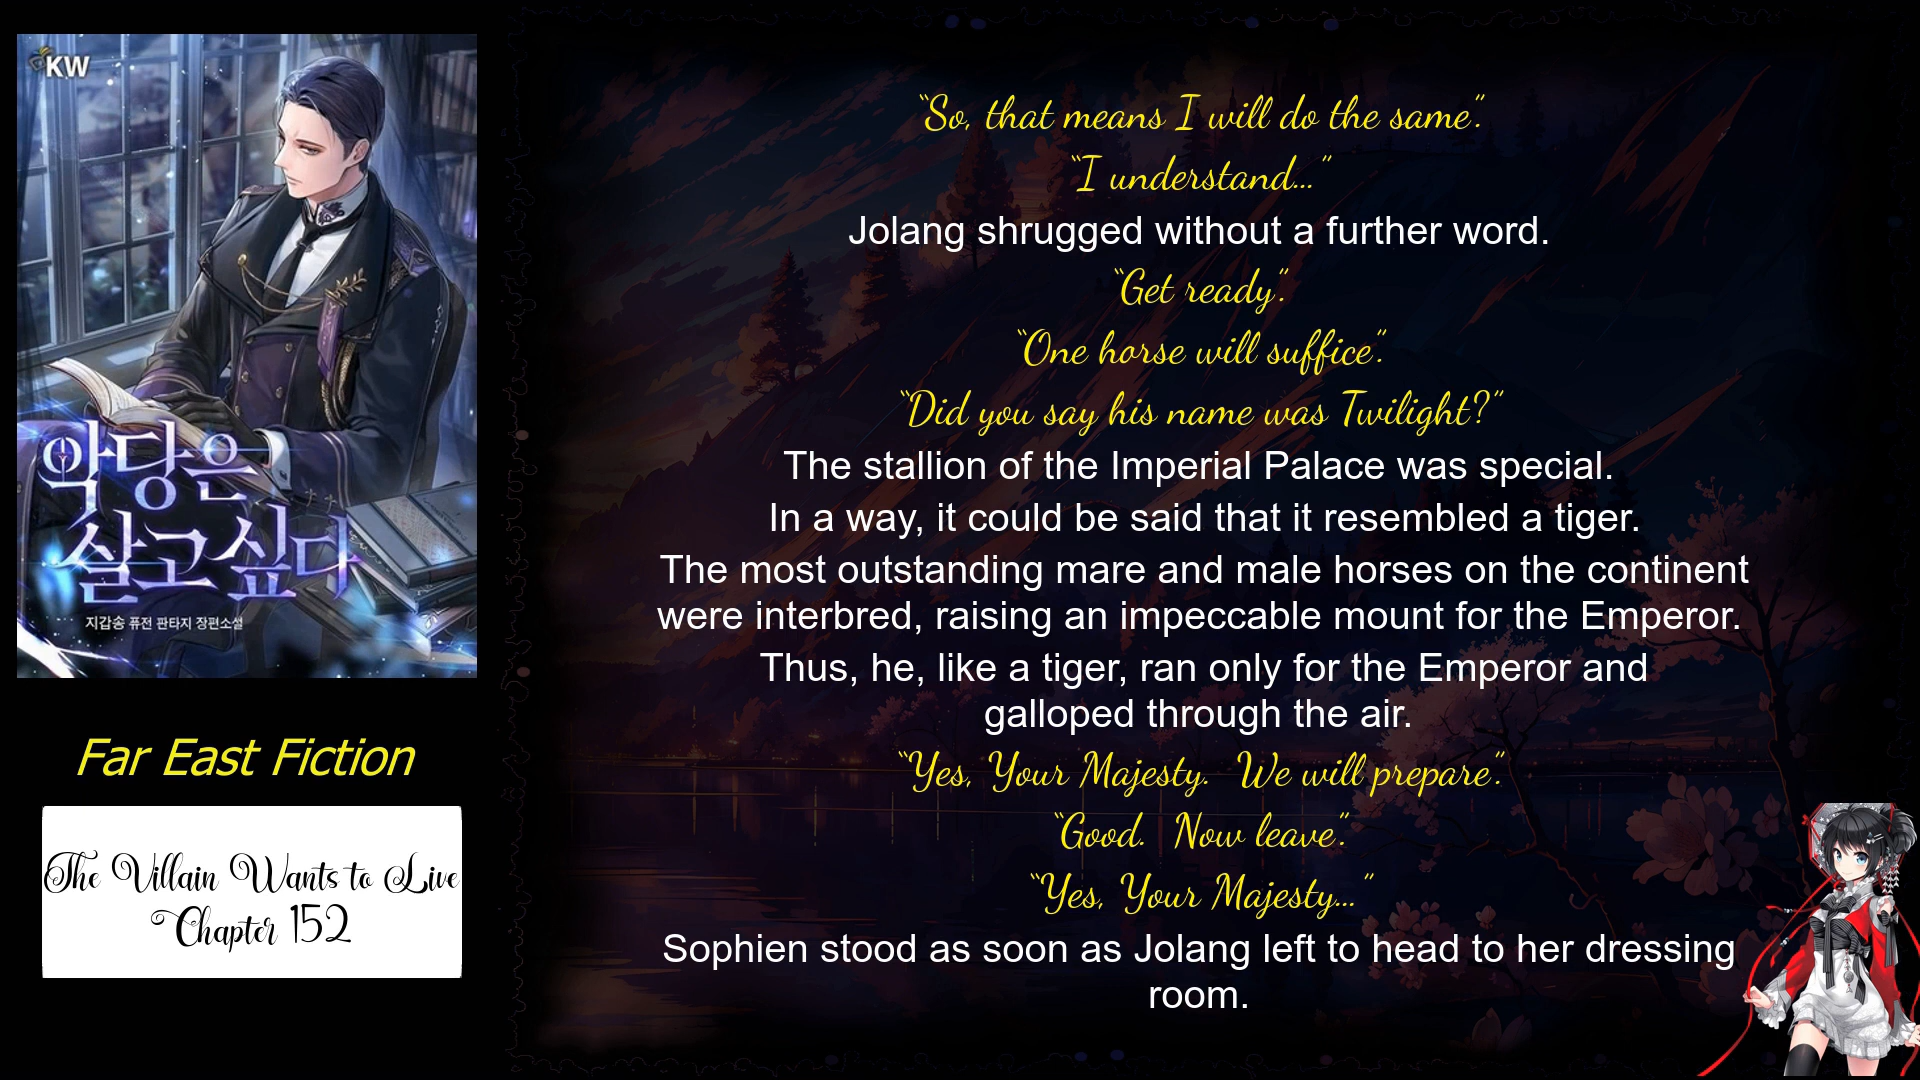 KW
악당은
살고싶다
지갑송 퓨전 판타지 장편소설
Far East Fiction
The Villain Wants to Live
Chapter 152
“So, that means I will do the same”.
“I understand…”
Jolang shrugged without a further word.
“Get ready”.
“One horse will suffice”.
“Did you say his name was Twilight?”
The stallion of the Imperial Palace was special.
In a way, it could be said that it resembled a tiger.
The most outstanding mare and male horses on the continent
were interbred, raising an impeccable mount for the Emperor.
Thus, he, like a tiger, ran only for the Emperor and
galloped through the air.
“Yes, Your Majesty.  We will prepare”.
“Good.  Now leave”.
“Yes, Your Majesty…”
Sophien stood as soon as Jolang left to head to her dressing
room.